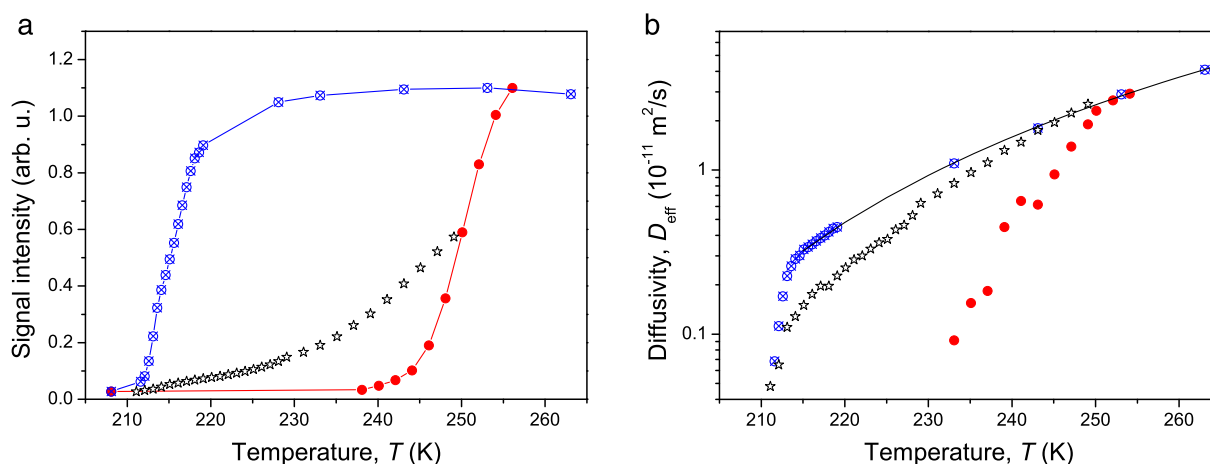 a
Signal intensity (arb. u.)
1.2
1.0
0.8
0.6
0.4
0.2
0.0
210 220 230 240 250 260
Temperature, T (K)
b
Diffusivity, D_eff (10⁻¹¹ m²/s)
1
0.1
210 220 230 240 250 260
Temperature, T (K)